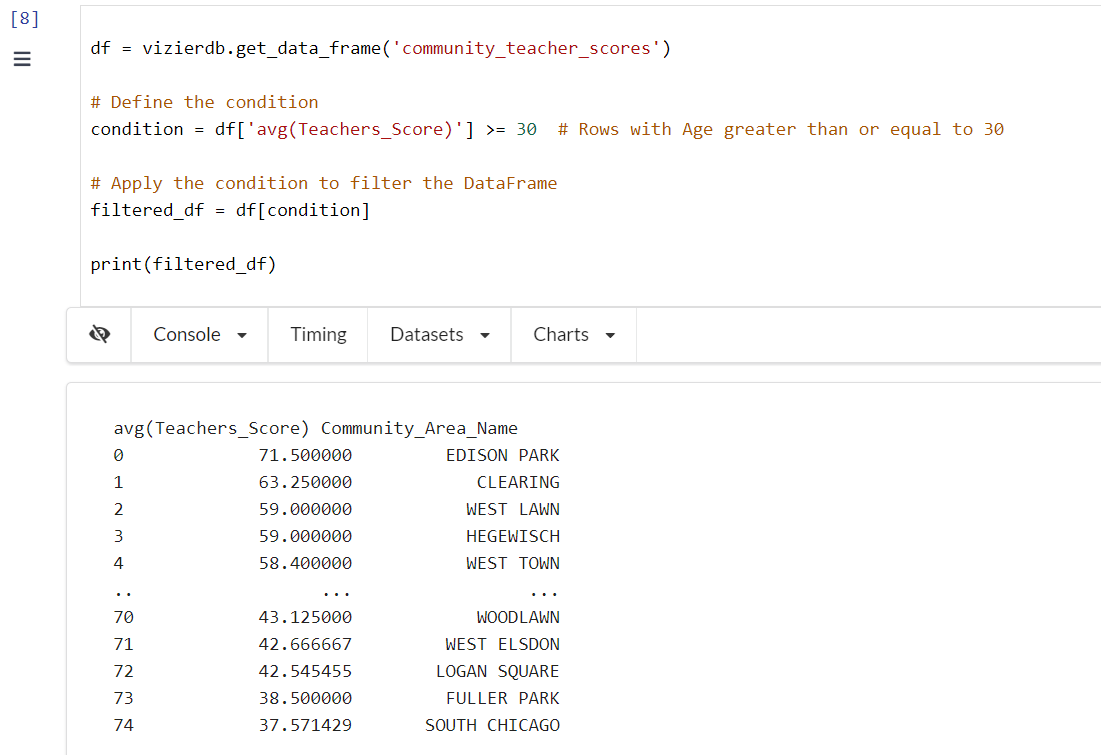 [8]
df = vizierdb.get_data_frame('community_teacher_scores')
# Define the condition
condition = df['avg(Teachers_Score)'] >= 30  # Rows with Age greater than or equal to 30
# Apply the condition to filter the DataFrame
filtered_df = df[condition]
print(filtered_df)
Console Timing Datasets Charts
avg(Teachers_Score) Community_Area_Name
0 71.500000 EDISON PARK
1 63.250000 CLEARING
2 59.000000 WEST LAWN
3 59.000000 HEGEWISCH
4 58.400000 WEST TOWN
.. ... ...
70 43.125000 WOODLAWN
71 42.666667 WEST ELSDON
72 42.545455 LOGAN SQUARE
73 38.500000 FULLER PARK
74 37.571429 SOUTH CHICAGO